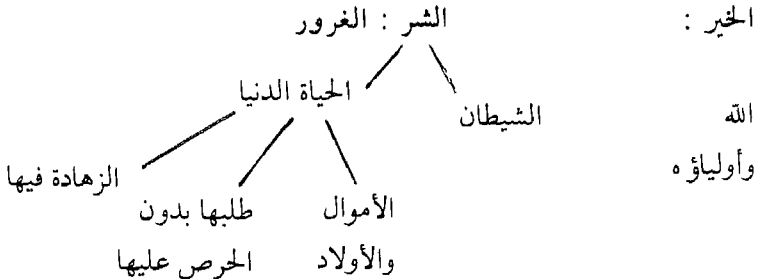 الخير : الشر : الغرور
الله الشيطان الحياة الدنيا
وأولياؤه الزهادة فيها
الأموال طلبها بدون
والأولاد الحرص عليها